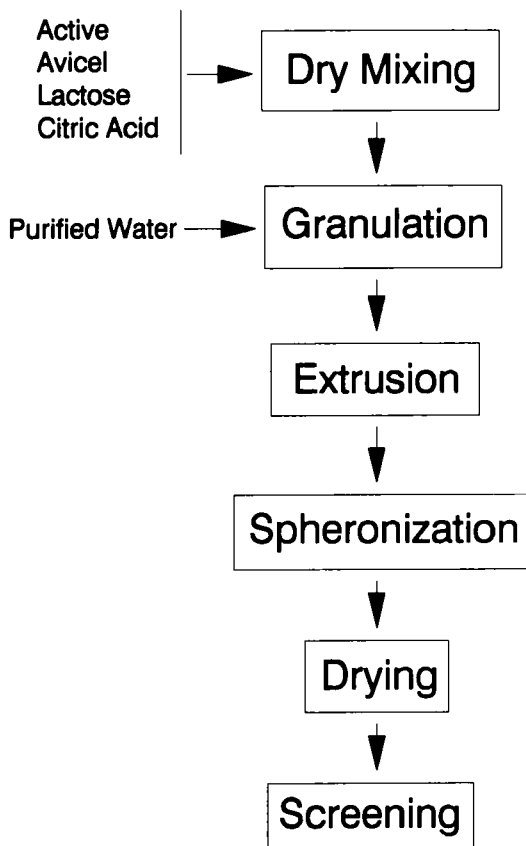 Active
Avicel
Lactose
Citric Acid
Dry Mixing
Purified Water
Granulation
Extrusion
Spheronization
Drying
Screening